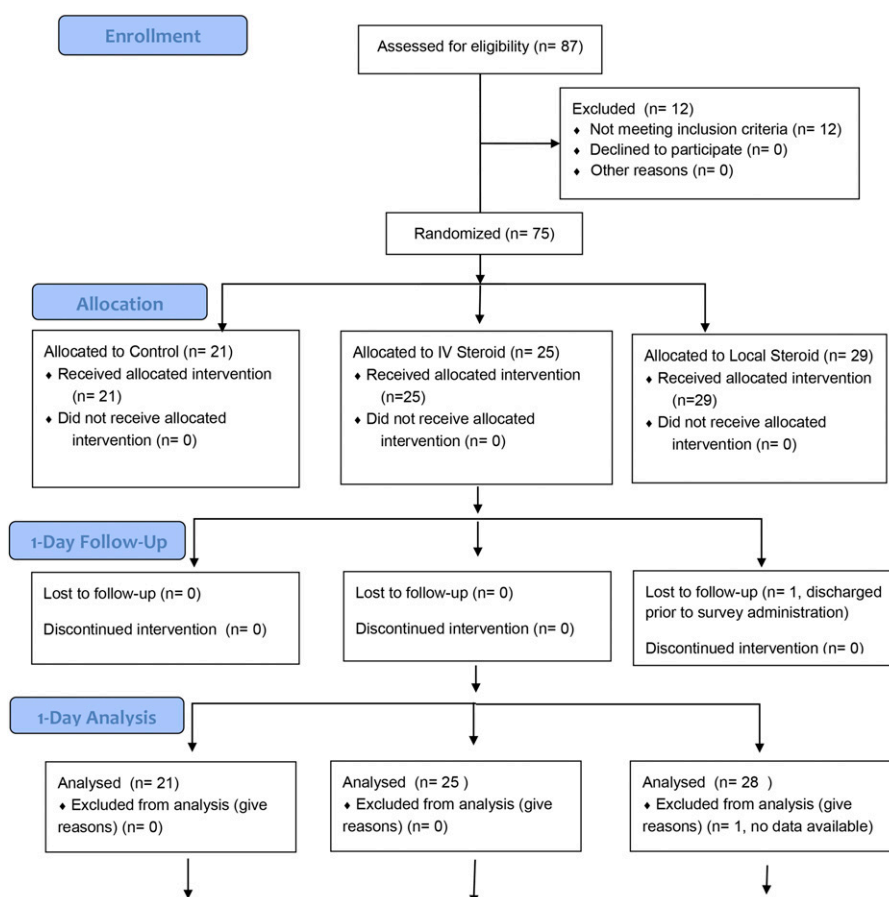 Enrollment
Assessed for eligibility (n= 87)
Excluded (n= 12)
♦ Not meeting inclusion criteria (n= 12)
♦ Declined to participate (n= 0)
♦ Other reasons (n= 0)
Randomized (n= 75)
Allocation
Allocated to Control (n= 21)
♦ Received allocated intervention
(n= 21)
♦ Did not receive allocated
intervention (n= 0)
Allocated to IV Steroid (n= 25)
♦ Received allocated intervention
(n=25)
♦ Did not receive allocated
intervention (n= 0)
Allocated to Local Steroid (n= 29)
♦ Received allocated intervention
(n=29)
♦ Did not receive allocated
intervention (n= 0)
1-Day Follow-Up
Lost to follow-up (n= 0)
Discontinued intervention (n= 0)
Lost to follow-up (n= 0)
Discontinued intervention (n= 0)
Lost to follow-up (n= 1, discharged
prior to survey administration)
Discontinued intervention (n= 0)
1-Day Analysis
Analysed (n= 21)
♦ Excluded from analysis (give
reasons) (n= 0)
Analysed (n= 25 )
♦ Excluded from analysis (give
reasons) (n= 0)
Analysed (n= 28 )
♦ Excluded from analysis (give
reasons) (n= 1, no data available)